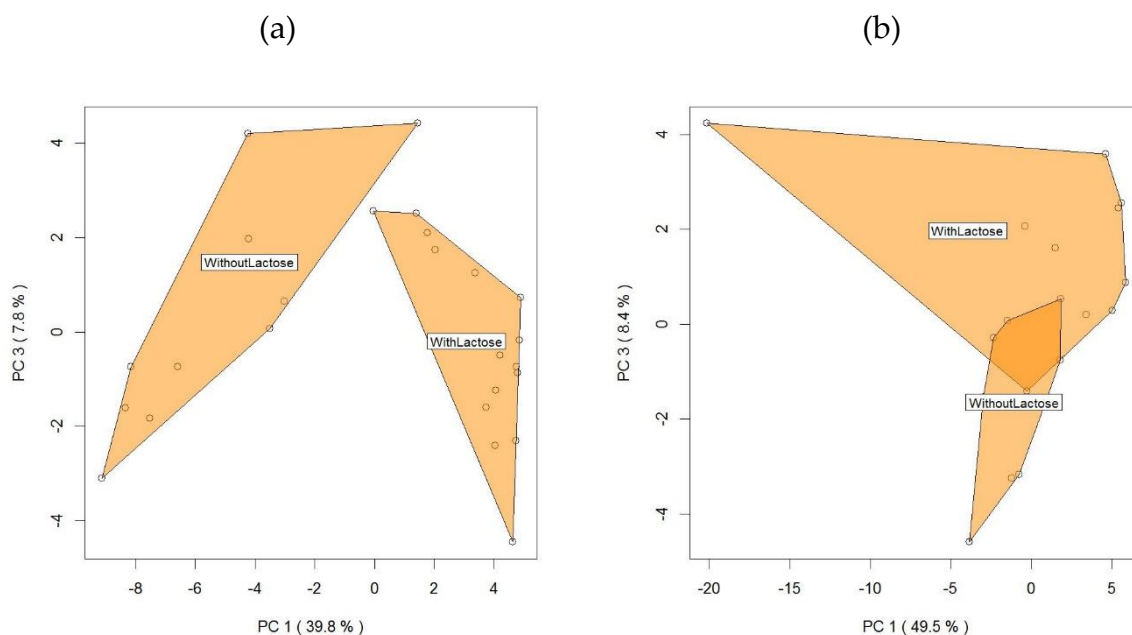 (a)
(b)
PC 3 ( 7.8 % )
4
2
0
-2
-4
WithoutLactose
WithLactose
-8
-6
-4
-2
0
2
4
PC 1 ( 39.8 % )
PC 3 ( 8.4 % )
4
2
0
-2
-4
WithLactose
WithoutLactose
-20
-15
-10
-5
0
5
PC 1 ( 49.5 % )